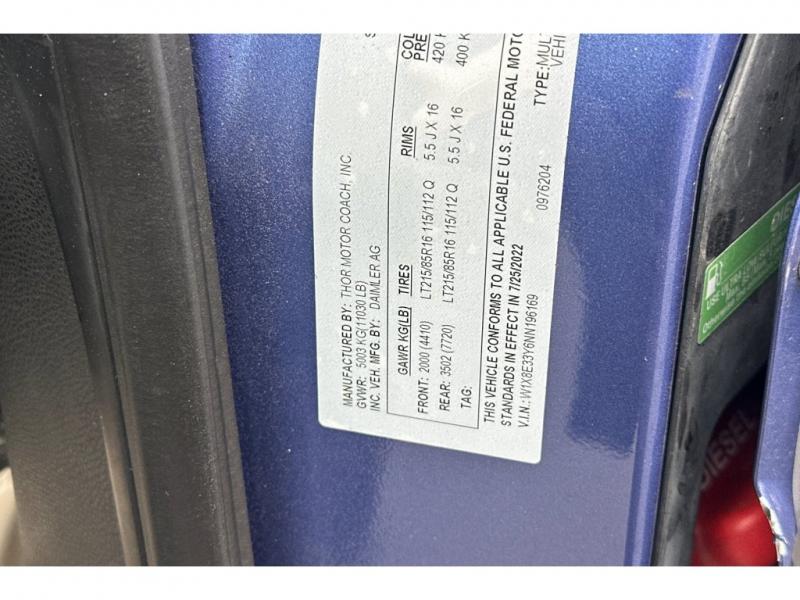 MANUFACTURED BY: THOR MOTOR COACH, INC.
GVWR: 5003 KG(11030 LB)
INC. VEH. MFG. BY: DAIMLER AG
GAWR KG(LB) TIRES RIMS
FRONT: 2000 (4410) LT215/85R16 115/112 Q 5.5 J X 16 420
REAR: 3502 (7720) LT215/85R16 115/112 Q 5.5 J X 16 400
TAG:
THIS VEHICLE CONFORMS TO ALL APPLICABLE U.S. FEDERAL
STANDARDS IN EFFECT IN 7/25/2022
V.I.N.: W1X8E33Y6NN196169 0976204 TYPE:
DIESEL